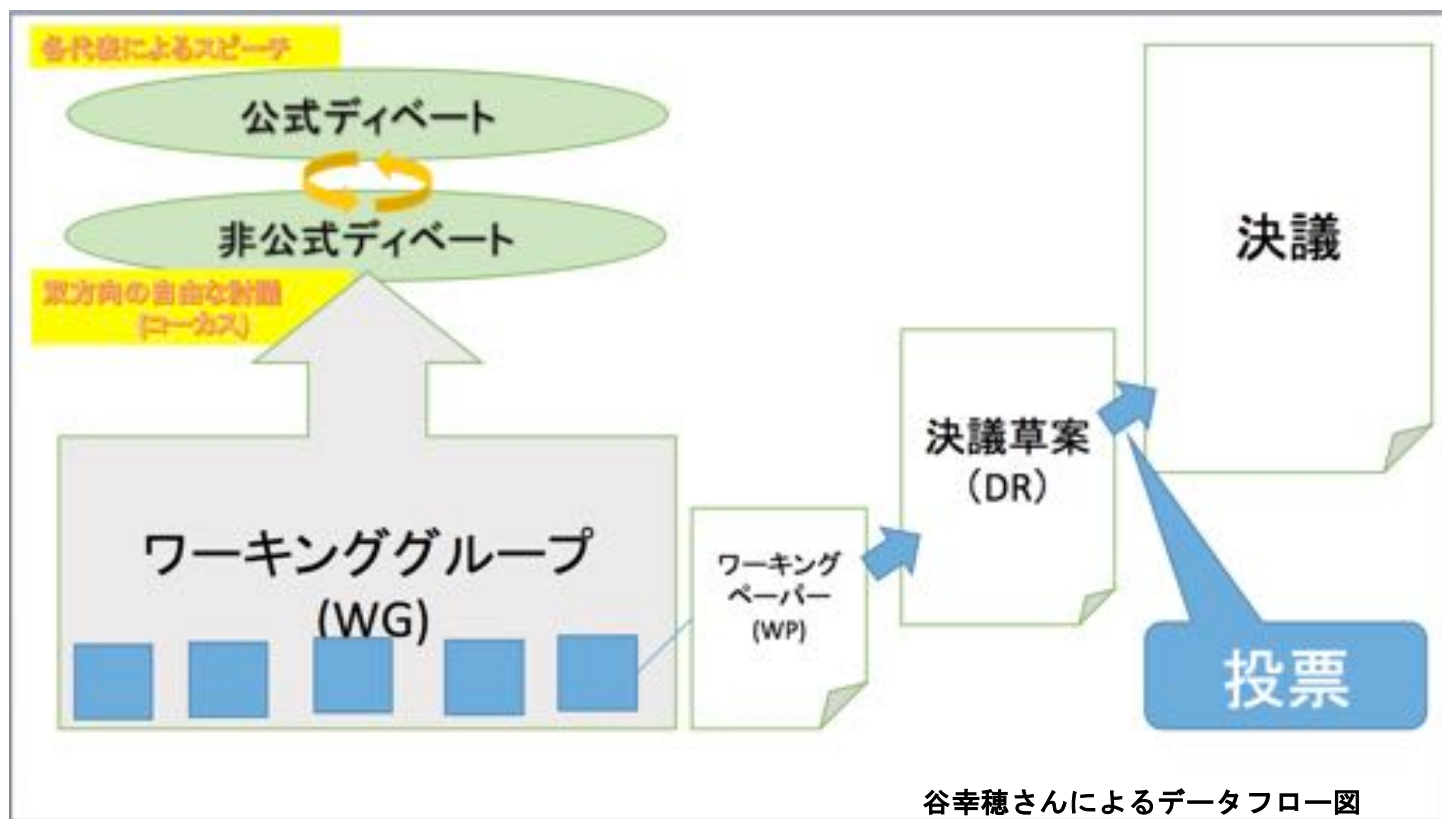 各代表によるスピーチ
公式ディベート
非公式ディベート
双方向の自由な討議
(コーカス)
ワーキンググループ
(WG)
ワーキング
ペーパー
(WP)
決議草案
（DR）
決議
投票
谷幸穂さんによるデータフロー図